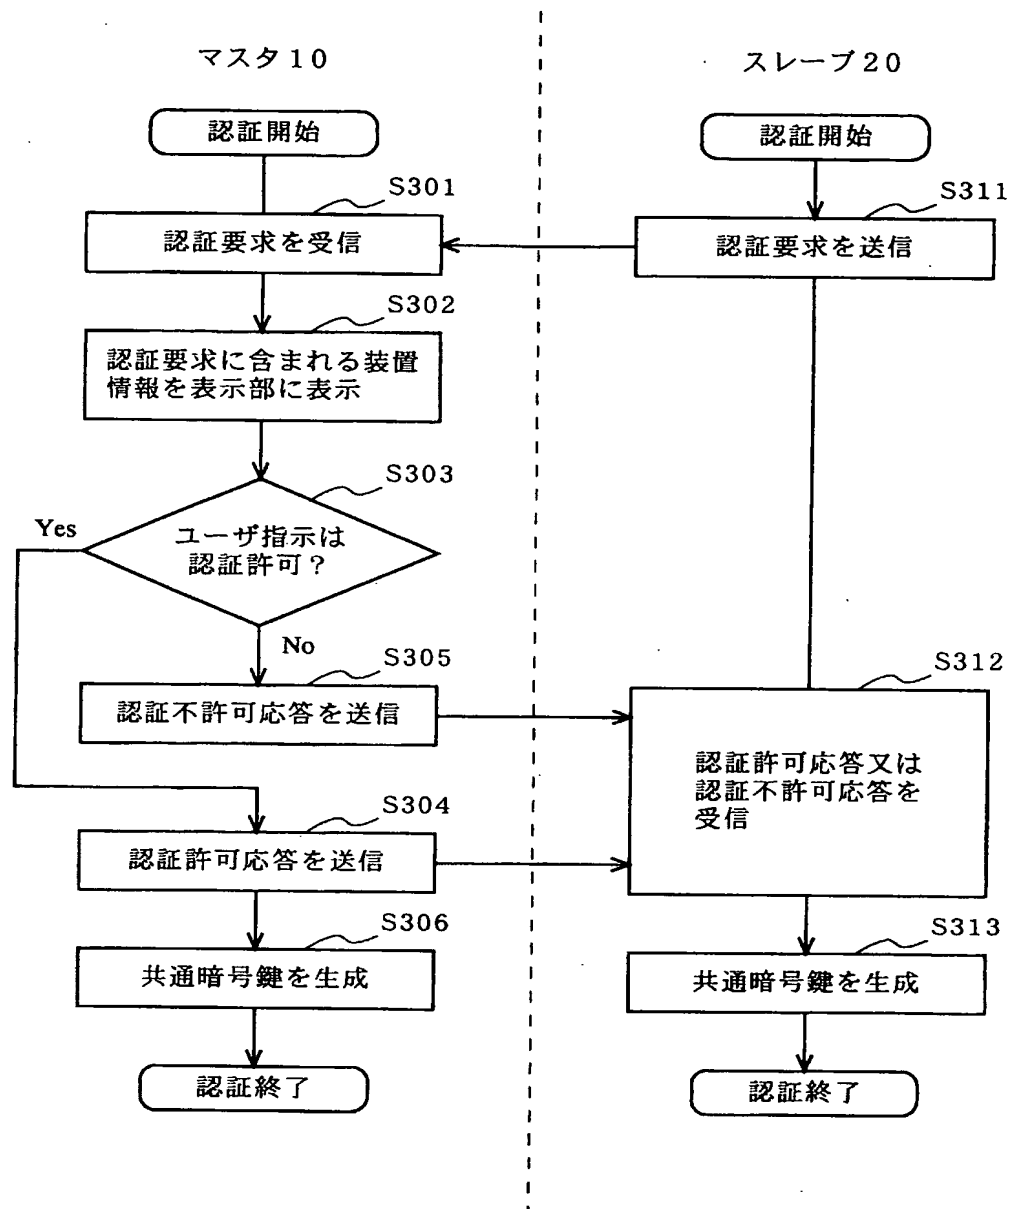 マスタ10
認証開始
S301
認証要求を受信
S302
認証要求に含まれる装置
情報を表示部に表示
S303
ユーザ指示は
認証許可?
Yes
No
S305
認証不許可応答を送信
S304
認証許可応答を送信
S306
共通暗号鍵を生成
認証終了
スレーブ20
認証開始
S311
認証要求を送信
S312
認証許可応答又は
認証不許可応答を
受信
S313
共通暗号鍵を生成
認証終了